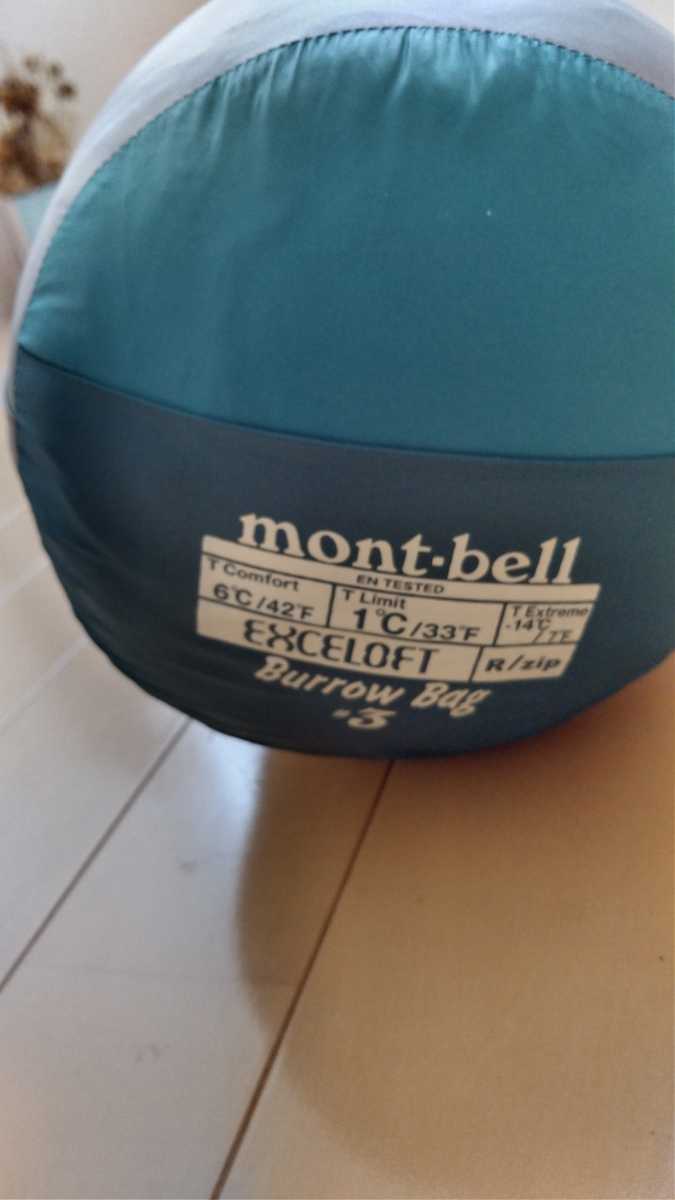 mont-bell
EN TESTED
T Comfort
6℃/42℉
T Limit
1℃/33℉
T Extreme
-14℃
/7℉
EXCELOFT
R/zip
Burrow Bag
#3